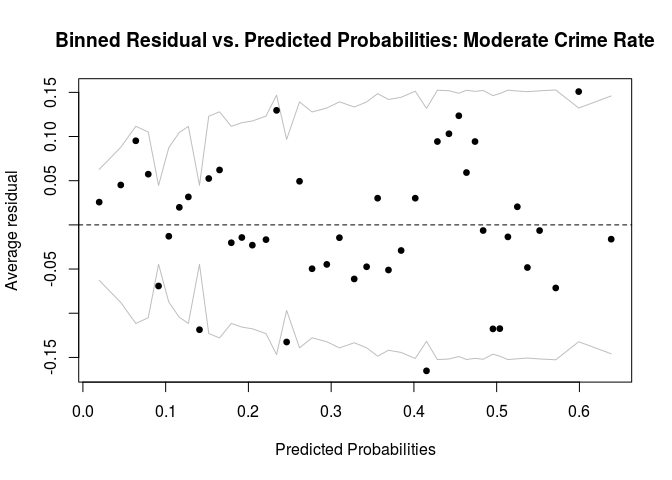 Binned Residual vs. Predicted Probabilities: Moderate Crime Rate
Average residual
0.15
0.10
0.05
-0.05
-0.15
0.0 0.1 0.2 0.3 0.4 0.5 0.6
Predicted Probabilities